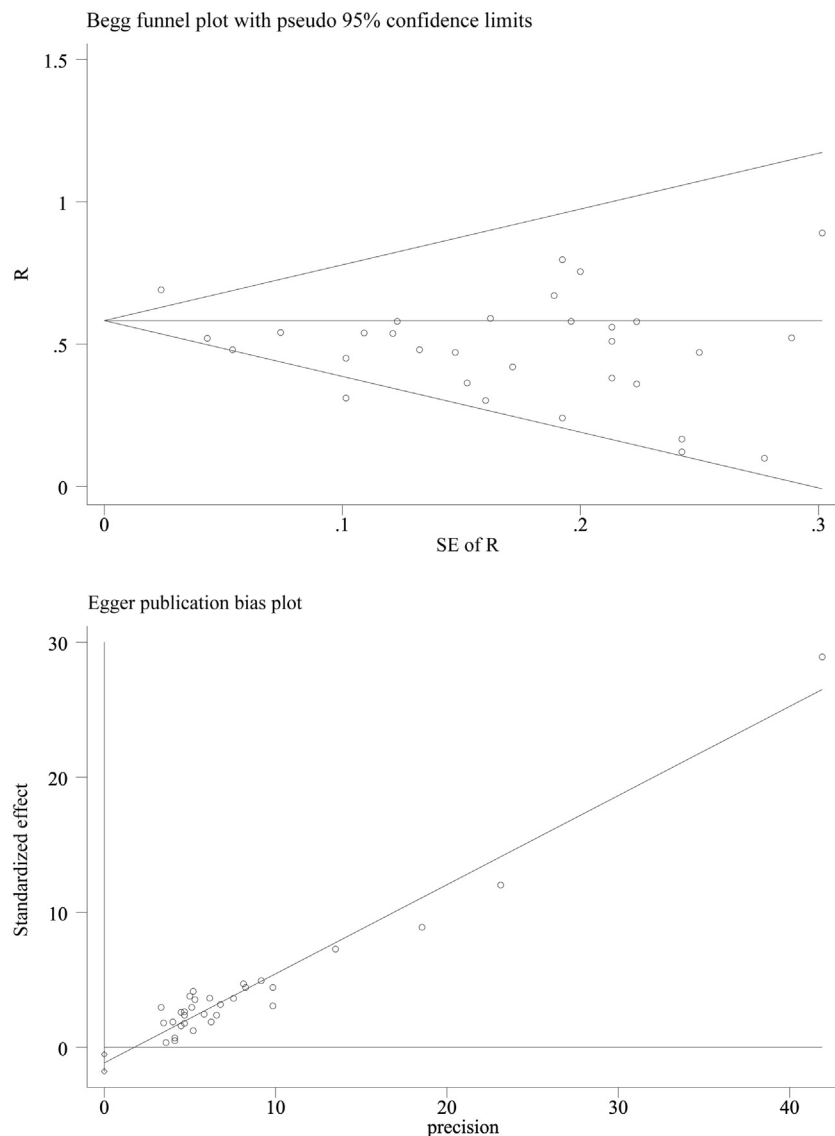 Begg funnel plot with pseudo 95% confidence limits
1.5
1
.5
0
R
0 .1 .2 .3
SE of R
Egger publication bias plot
30
20
10
0
Standardized effect
0 10 20 30 40
precision